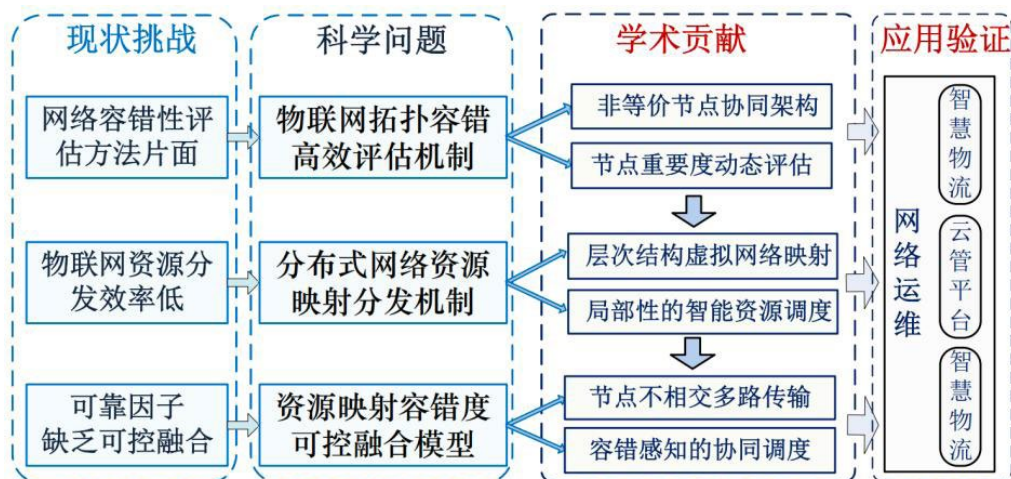 现状挑战
网络容错性评
估方法片面
物联网资源分
发效率低
可靠因子
缺乏可控融合
科学问题
物联网拓扑容错
高效评估机制
分布式网络资源
映射分发机制
资源映射容错度
可控融合模型
学术贡献
非等价节点协同架构
节点重要度动态评估
层次结构虚拟网络映射
局部性的智能资源调度
节点不相交多路传输
容错感知的协同调度
应用验证
网络运维
智慧物流
云管平台
智慧物流